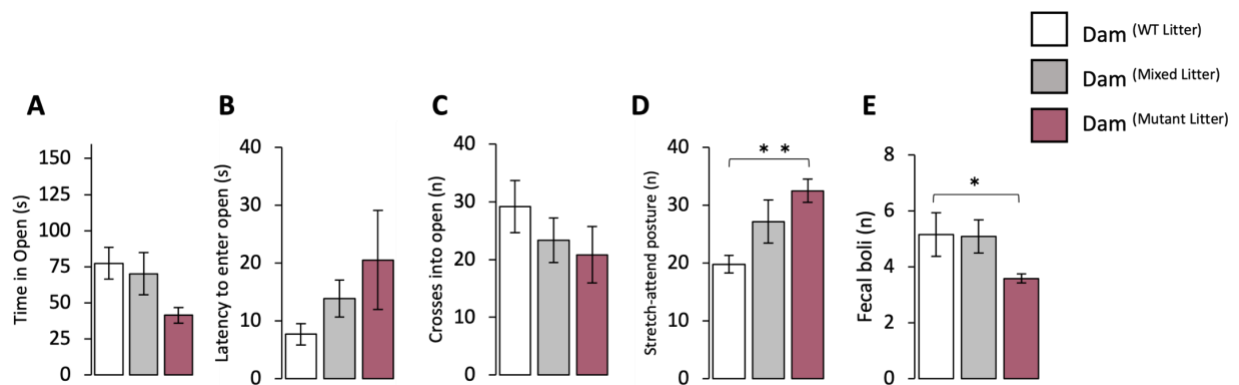 Dam (WT Litter)
Dam (Mixed Litter)
Dam (Mutant Litter)
A
Time in Open (s)
150
125
100
75
50
25
0
B
Latency to enter open (s)
40
30
20
10
0
C
Crosses into open (n)
40
30
20
10
0
D
Stretch-attend posture (n)
40
30
20
10
0
* *
E
Fecal boli (n)
8
6
4
2
0
*